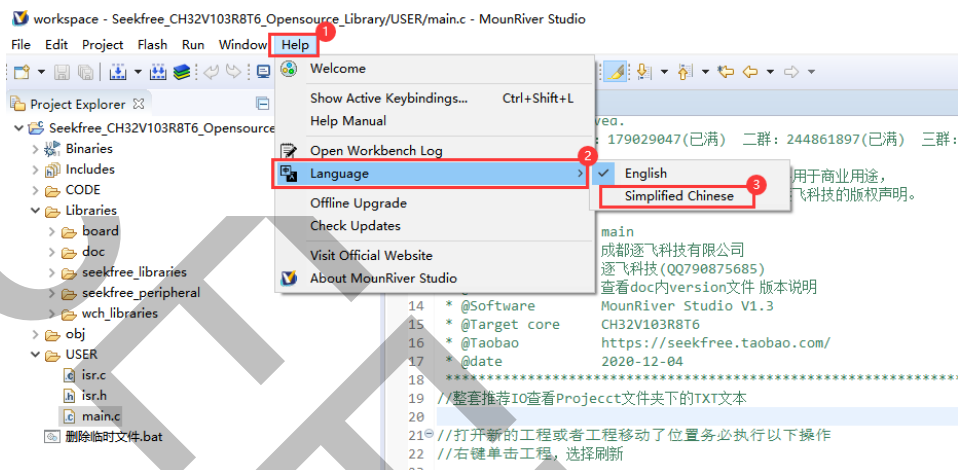 workspace - Seekfree_CH32V103R8T6_Opensource_Library/USER/main.c - MounRiver Studio
File Edit Project Flash Run Window Help
1
Welcome
Show Active Keybindings... Ctrl+Shift+L
Help Manual
Open Workbench Log
2
Language
English
Simplified Chinese
3
Offline Upgrade
Check Updates
Visit Official Website
About MounRiver Studio
Project Explorer
Seekfree_CH32V103R8T6_Opensource
Binaries
Includes
CODE
Libraries
board
doc
seekfree_libraries
seekfree_peripheral
wch_libraries
obj
USER
isr.c
isr.h
main.c
删除临时文件.bat
：179029047(已满) 二群：244861897(已满) 三群：
用于商业用途，
飞科技的版权声明。
main
成都逐飞科技有限公司
逐飞科技(QQ790875685)
查看doc内version文件 版本说明
14 * @Software MounRiver Studio V1.3
15 * @Target core CH32V103R8T6
16 * @Taobao https://seekfree.taobao.com/
17 * @date 2020-12-04
18 ****************************************************************
19 //整套推荐IO查看Projecct文件夹下的TXT文本
20
21 //打开新的工程或者工程移动了位置务必执行以下操作
22 //右键单击工程，选择刷新